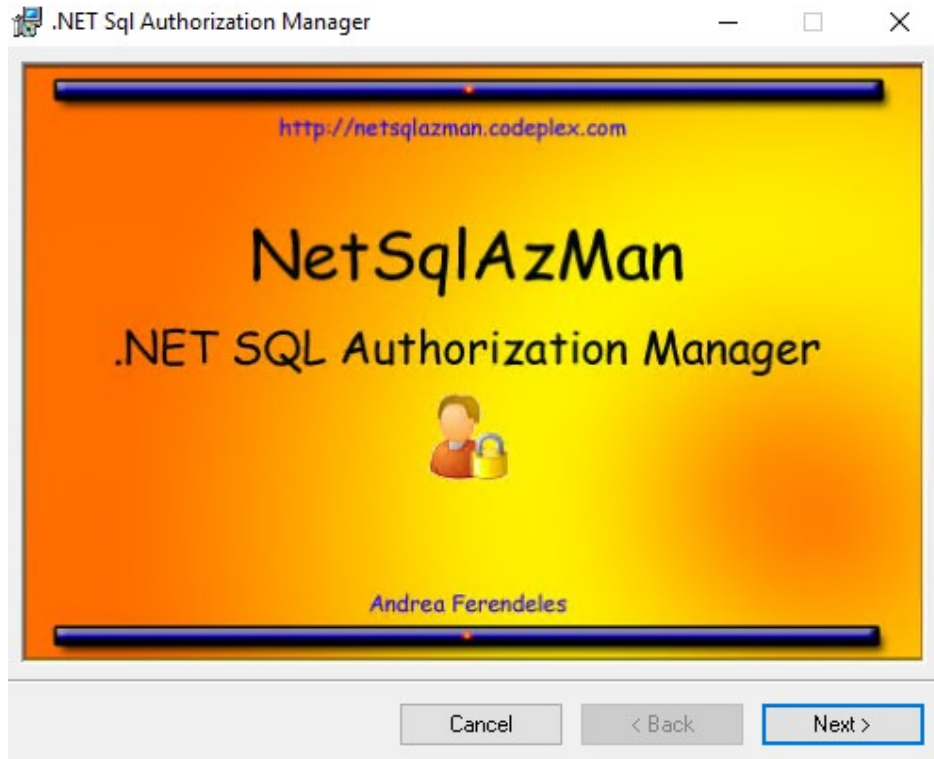 .NET Sql Authorization Manager
http://netsqlazman.codeplex.com
NetSqlAzMan
.NET SQL Authorization Manager
Andrea Ferendeles
Cancel
< Back
Next >